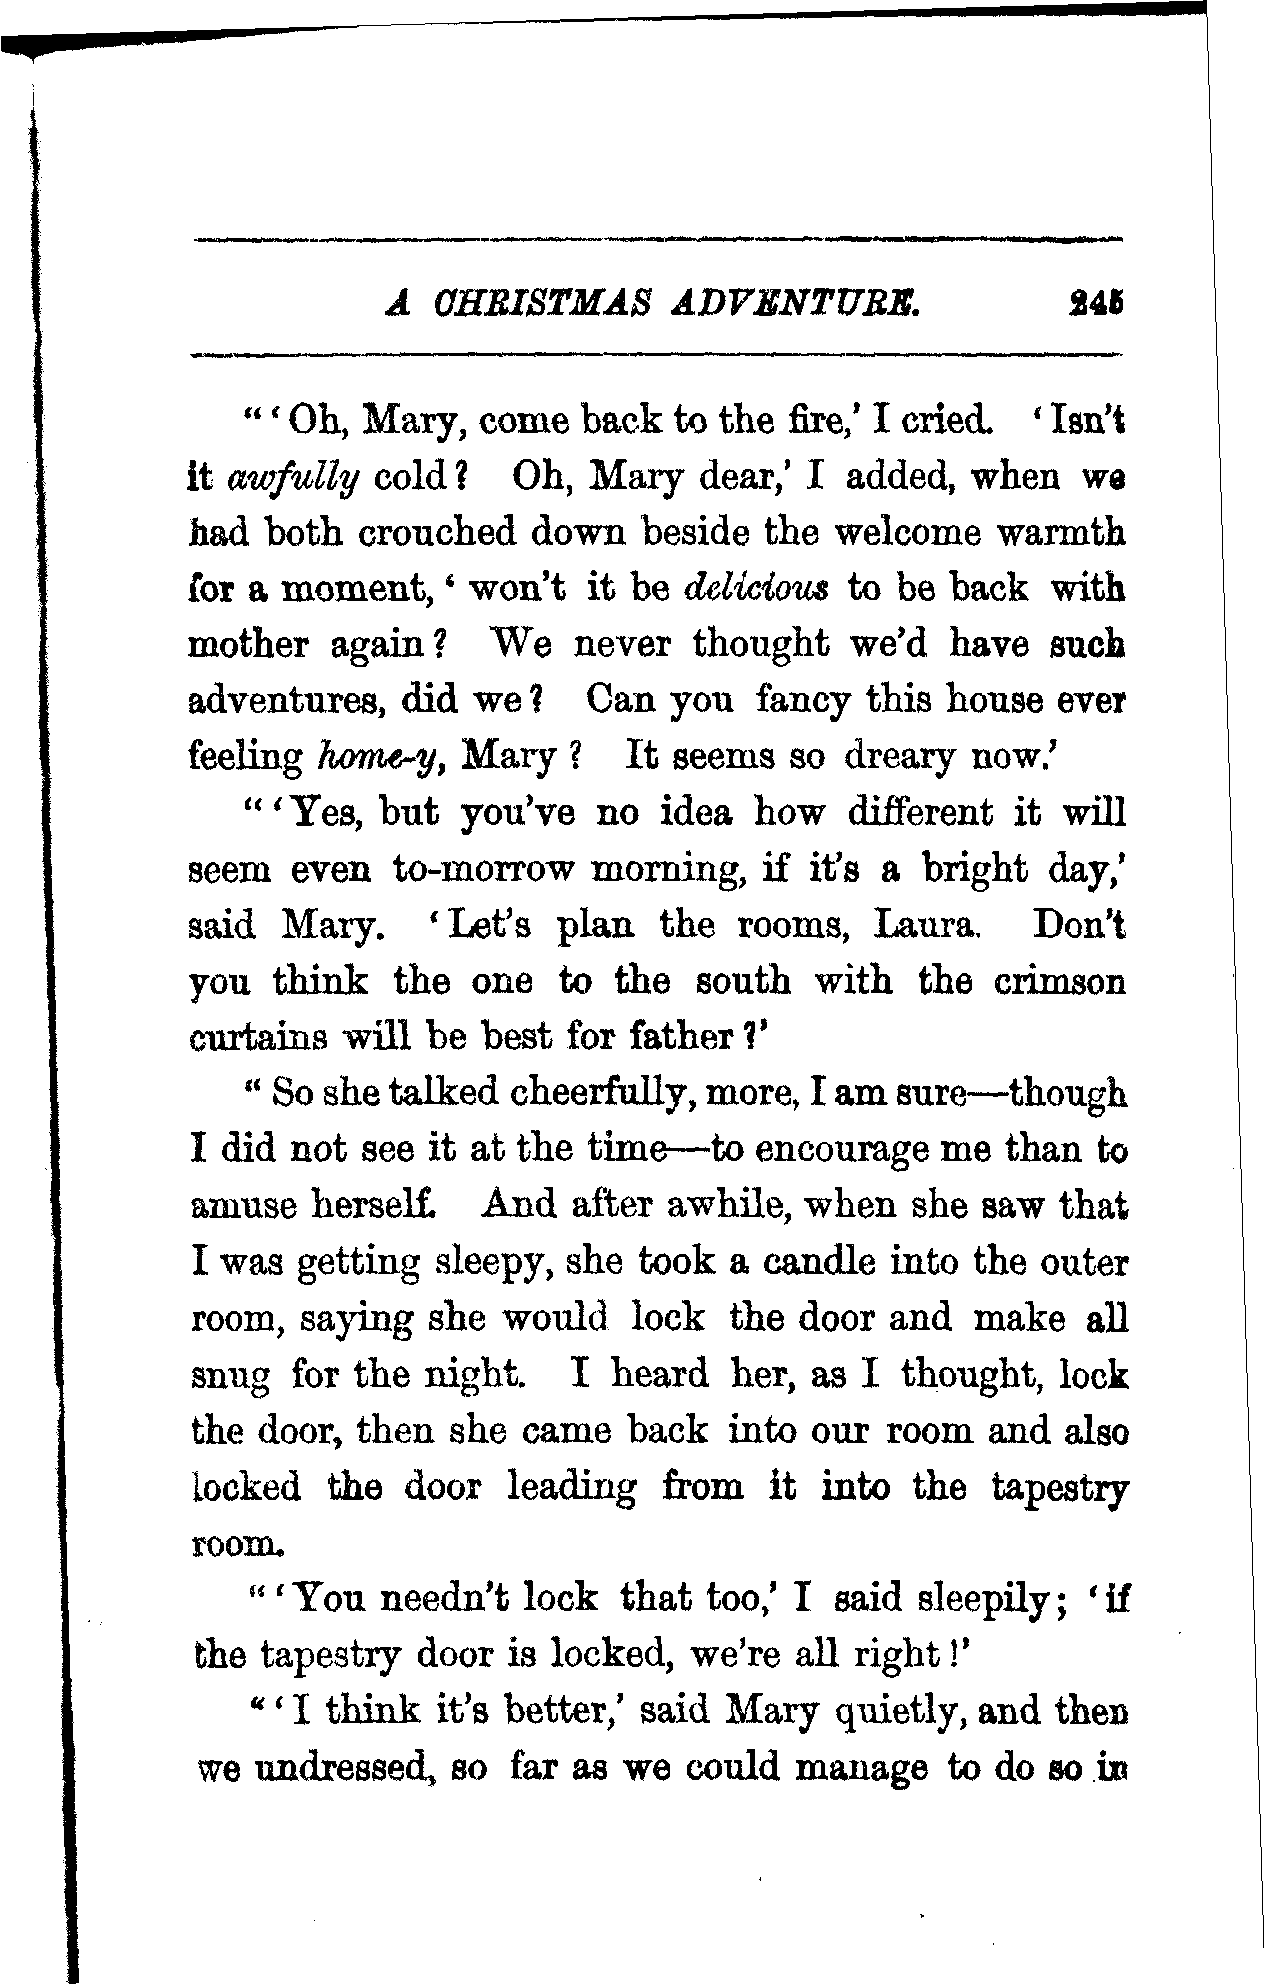 A CHRISTMAS ADVENTURE. 245
“‘Oh, Mary, come back to the fire,’ I cried. ‘Isn’t
it awfully cold? Oh, Mary dear,’ I added, when we
had both crouched down beside the welcome warmth
for a moment, ‘won’t it be delicious to be back with
mother again? We never thought we’d have such
adventures, did we? Can you fancy this house ever
feeling home-y, Mary? It seems so dreary now.’
“‘Yes, but you’ve no idea how different it will
seem even to-morrow morning, if it’s a bright day,’
said Mary. ‘Let’s plan the rooms, Laura. Don’t
you think the one to the south with the crimson
curtains will be best for father?’
“So she talked cheerfully, more, I am sure—though
I did not see it at the time—to encourage me than to
amuse herself. And after awhile, when she saw that
I was getting sleepy, she took a candle into the outer
room, saying she would lock the door and make all
snug for the night. I heard her, as I thought, lock
the door, then she came back into our room and also
locked the door leading from it into the tapestry
room.
“‘You needn’t lock that too,’ I said sleepily; ‘if
the tapestry door is locked, we’re all right!’
“‘I think it’s better,’ said Mary quietly, and then
we undressed, so far as we could manage to do so in